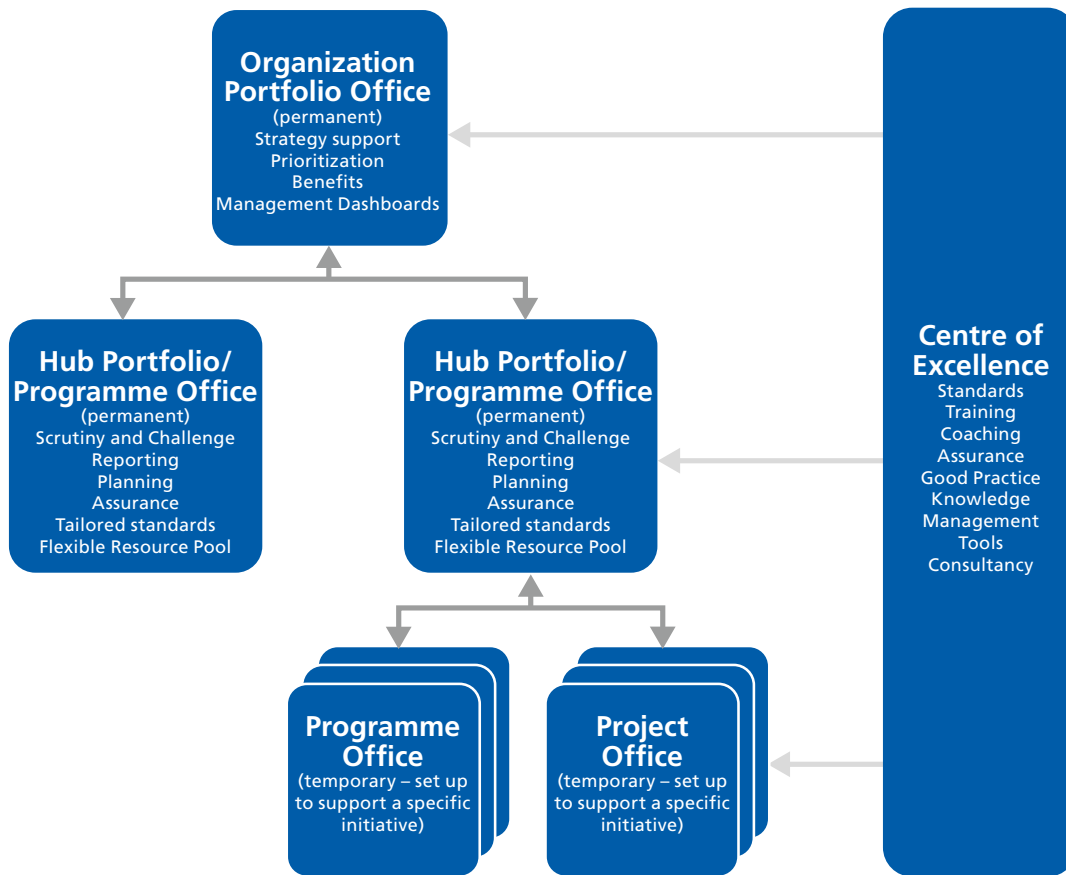 Organization
Portfolio Office
(permanent)
Strategy support
Prioritization
Benefits
Management Dashboards
Hub Portfolio/
Programme Office
(permanent)
Scrutiny and Challenge
Reporting
Planning
Assurance
Tailored standards
Flexible Resource Pool
Hub Portfolio/
Programme Office
(permanent)
Scrutiny and Challenge
Reporting
Planning
Assurance
Tailored standards
Flexible Resource Pool
Centre of
Excellence
Standards
Training
Coaching
Assurance
Good Practice
Knowledge
Management
Tools
Consultancy
Programme
Office
(temporary – set up
to support a specific
initiative)
Project
Office
(temporary – set up
to support a specific
initiative)